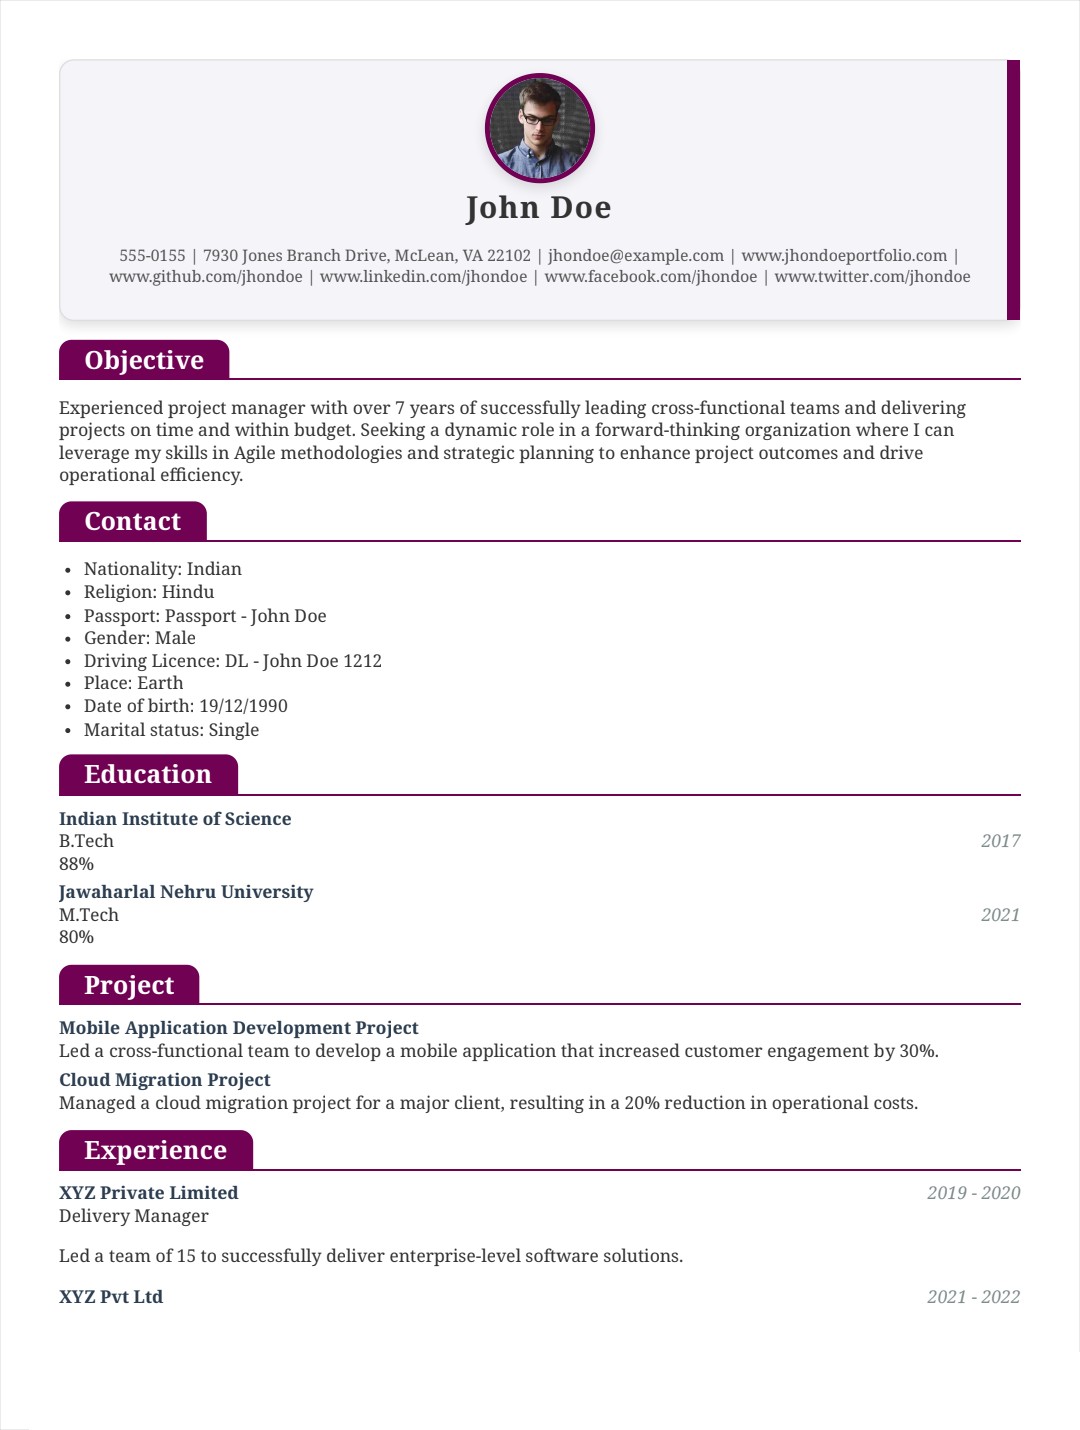 John Doe
555-0155 | 7930 Jones Branch Drive, McLean, VA 22102 | jhondoe@example.com | www.jhondoeportfolio.com |
www.github.com/jhondoe | www.linkedin.com/jhondoe | www.facebook.com/jhondoe | www.twitter.com/jhondoe
Objective
Experienced project manager with over 7 years of successfully leading cross-functional teams and delivering
projects on time and within budget. Seeking a dynamic role in a forward-thinking organization where I can
leverage my skills in Agile methodologies and strategic planning to enhance project outcomes and drive
operational efficiency.
Contact
• Nationality: Indian
• Religion: Hindu
• Passport: Passport - John Doe
• Gender: Male
• Driving Licence: DL - John Doe 1212
• Place: Earth
• Date of birth: 19/12/1990
• Marital status: Single
Education
Indian Institute of Science
B.Tech 2017
88%
Jawaharlal Nehru University
M.Tech 2021
80%
Project
Mobile Application Development Project
Led a cross-functional team to develop a mobile application that increased customer engagement by 30%.
Cloud Migration Project
Managed a cloud migration project for a major client, resulting in a 20% reduction in operational costs.
Experience
XYZ Private Limited 2019 - 2020
Delivery Manager
Led a team of 15 to successfully deliver enterprise-level software solutions.
XYZ Pvt Ltd 2021 - 2022